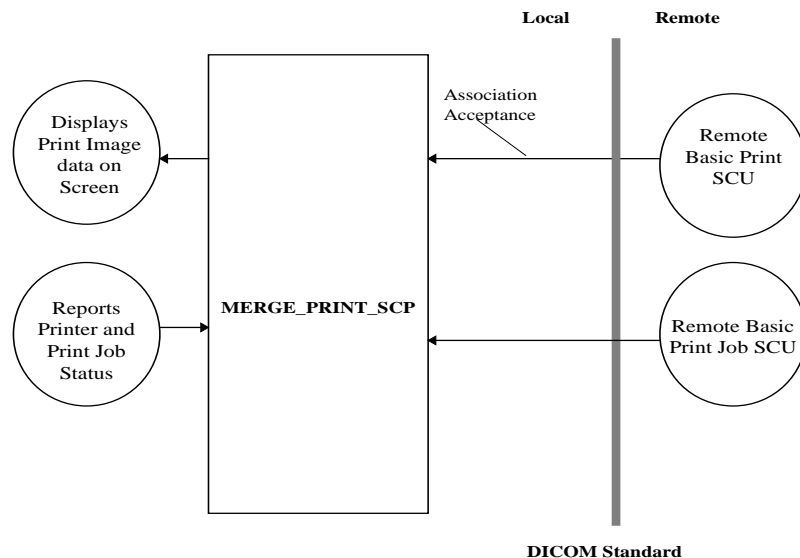 Local
Remote
Association
Acceptance
Displays
Print Image
data on
Screen
Remote
Basic Print
SCU
Reports
Printer and
Print Job
Status
MERGE_PRINT_SCP
Remote Basic
Print Job SCU
DICOM Standard